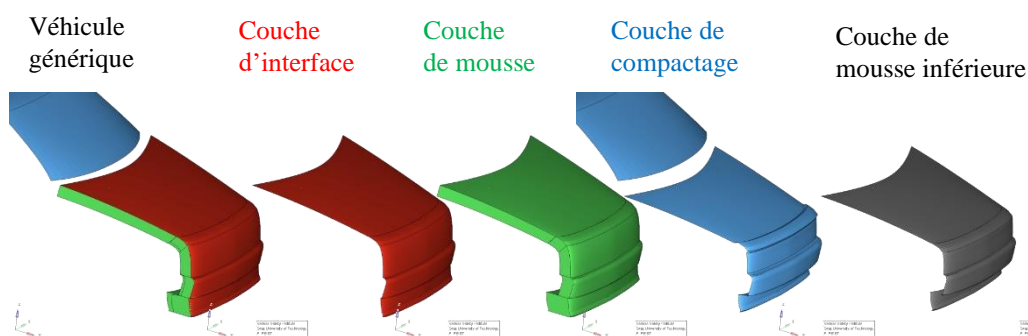 Véhicule
générique
Couche
d’interface
Couche
de mousse
Couche de
compactage
Couche de
mousse inférieure